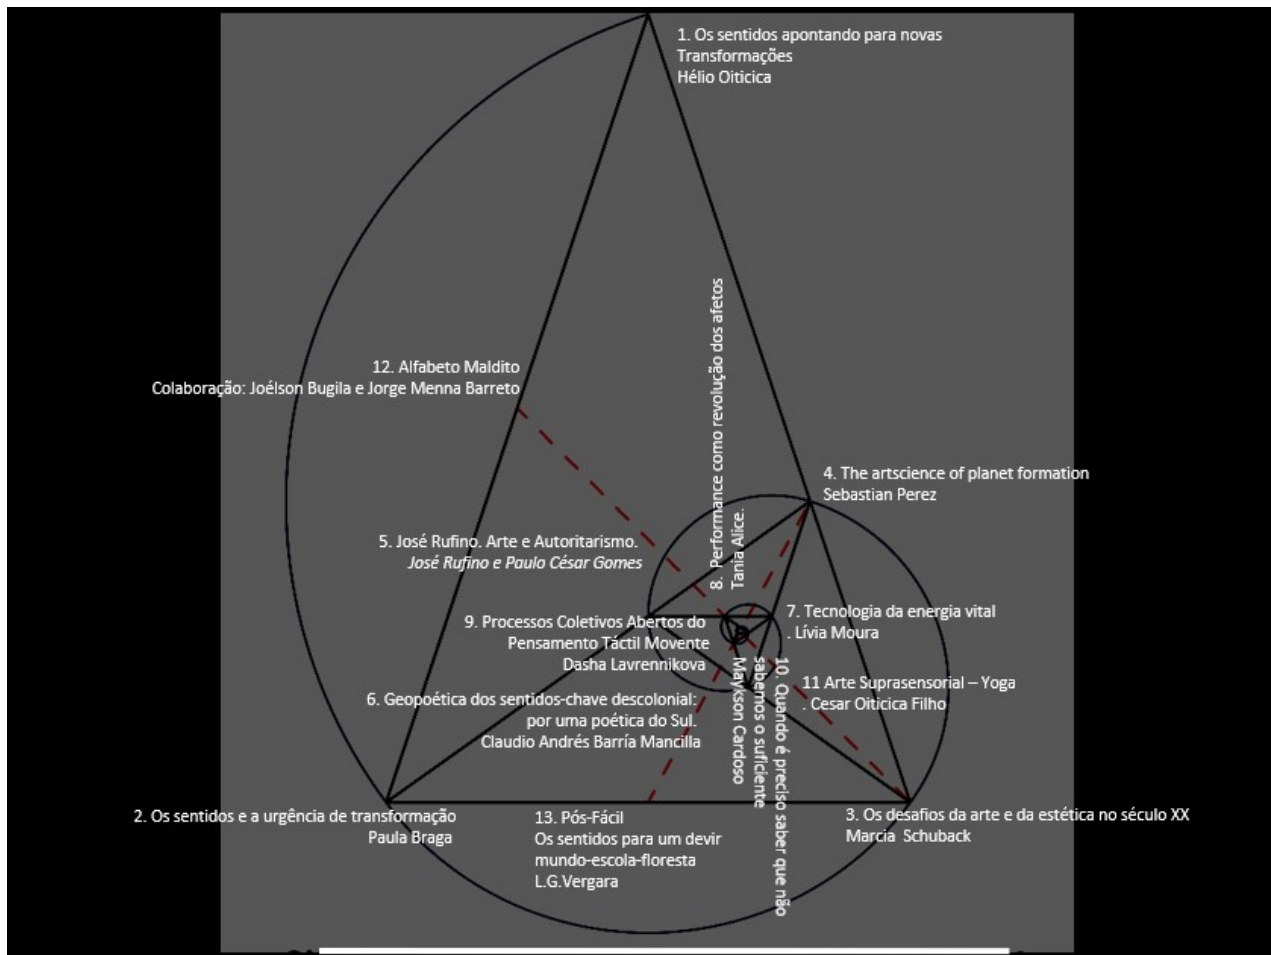 1. Os sentidos apontando para novas
Transformações
Hélio Oiticica
12. Alfabeto Maldito
Colaboração: Joélson Bugila e Jorge Menna Barreto
8. Performance como revolução dos afetos
Tania Alice.
4. The artscience of planet formation
Sebastian Perez
5. José Rufino. Arte e Autoritarismo.
José Rufino e Paulo César Gomes
9. Processos Coletivos Abertos do
Pensamento Táctil Movente
Dasha Lavrennikova
7. Tecnologia da energia vital
. Lívia Moura
6. Geopoética dos sentidos-chave descolonial:
por uma poética do Sul.
Claudio Andrés Barría Mancilla
10. Quando é preciso saber que não
sabemos o suficiente
Maykson Cardoso
11 Arte Suprasensorial – Yoga
. Cesar Oiticica Filho
2. Os sentidos e a urgência de transformação
Paula Braga
13. Pós-Fácil
Os sentidos para um devir
mundo-escola-floresta
L.G.Vergara
3. Os desafios da arte e da estética no século XX
Marcia  Schuback